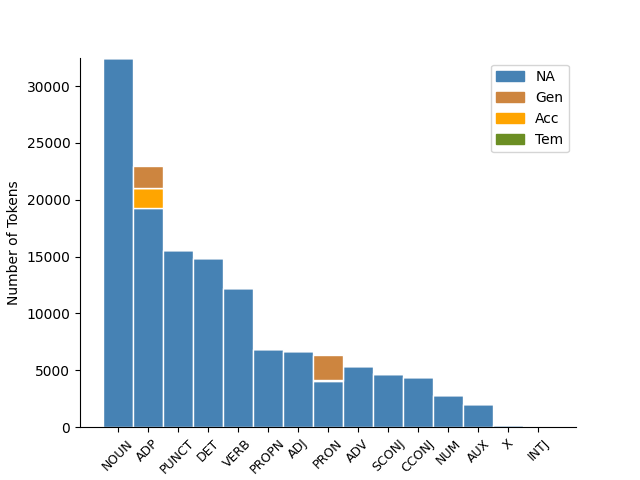 Number of Tokens
30000
25000
20000
15000
10000
5000
0
NA
Gen
Acc
Tem
NOUN ADP PUNCT DET VERB PROPN ADJ PRON ADV SCONJ CCONJ NUM AUX X INTJ